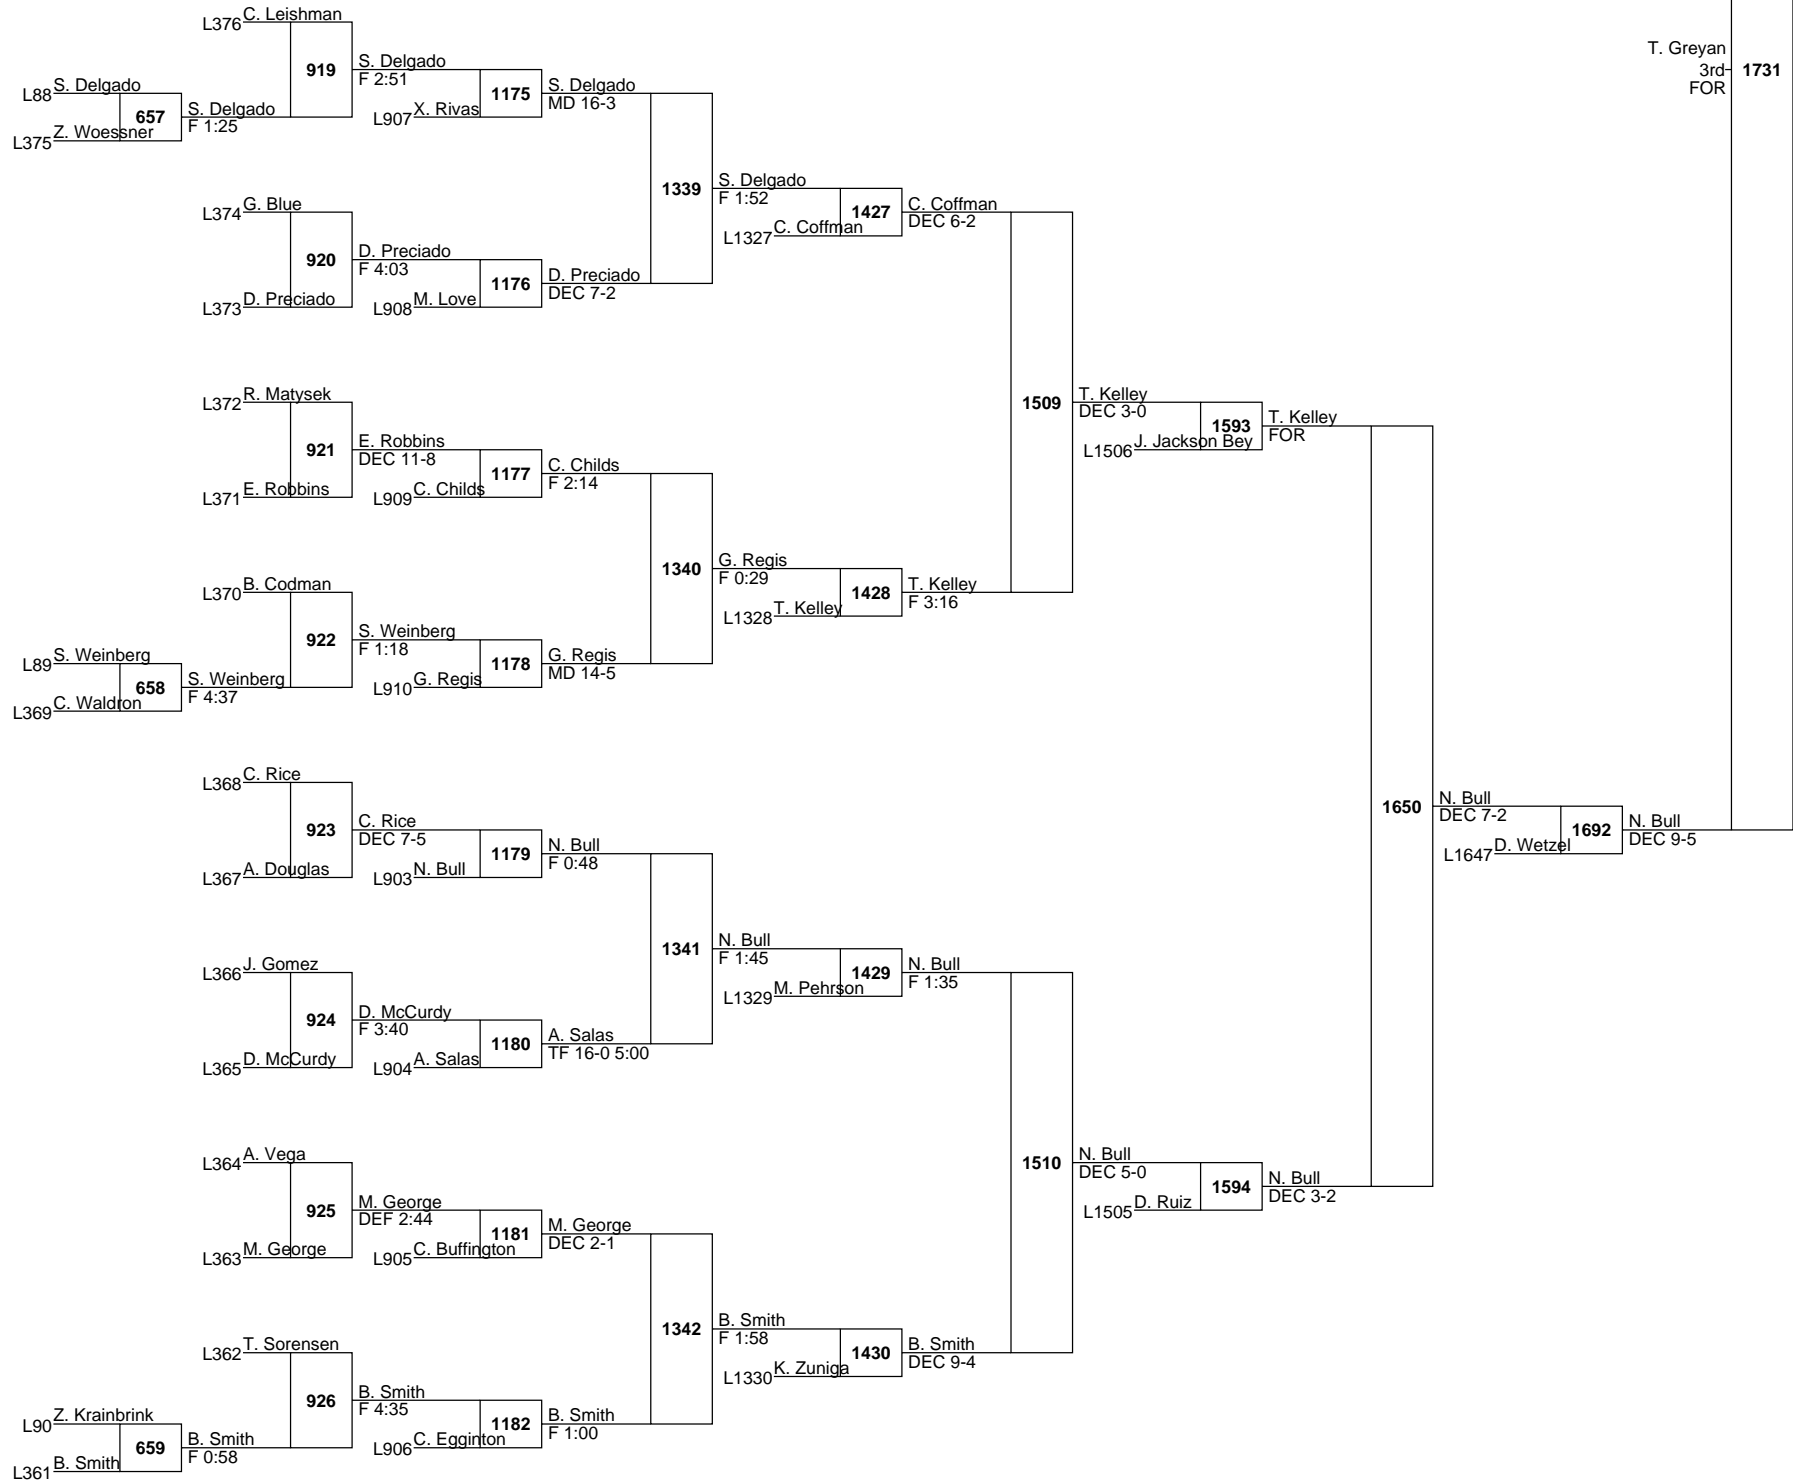 L376 C. Leishman
919
S. Delgado
F 2:51
L88 S. Delgado
657
L375 Z. Woessner
S. Delgado
F 1:25
1175
L907 X. Rivas
S. Delgado
MD 16-3
L374 G. Blue
920
L373 D. Preciado
D. Preciado
F 4:03
1176
L908 M. Love
D. Preciado
DEC 7-2
1339
S. Delgado
F 1:52
1427
L1327 C. Coffman
C. Coffman
DEC 6-2
L372 R. Matysek
921
L371 E. Robbins
E. Robbins
DEC 11-8
1177
L909 C. Childs
C. Childs
F 2:14
L370 B. Codman
922
L89 S. Weinberg
658
L369 C. Waldron
S. Weinberg
F 4:37
S. Weinberg
F 1:18
1178
L910 G. Regis
G. Regis
MD 14-5
1340
G. Regis
F 0:29
1428
L1328 T. Kelley
T. Kelley
F 3:16
1509
T. Kelley
DEC 3-0
1593
L1506 J. Jackson Bey
T. Kelley
FOR
L368 C. Rice
923
L367 A. Douglas
C. Rice
DEC 7-5
1179
L903 N. Bull
N. Bull
F 0:48
L366 J. Gomez
924
L365 D. McCurdy
D. McCurdy
F 3:40
1180
L904 A. Salas
A. Salas
TF 16-0 5:00
1341
N. Bull
F 1:45
1429
L1329 M. Pehrson
N. Bull
F 1:35
L364 A. Vega
925
L363 M. George
M. George
DEF 2:44
1181
L905 C. Buffington
M. George
DEC 2-1
L362 T. Sorensen
926
L90 Z. Krainbrink
659
L361 B. Smith
B. Smith
F 0:58
B. Smith
F 4:35
1182
L906 C. Egginton
B. Smith
F 1:00
1342
B. Smith
F 1:58
1430
L1330 K. Zuniga
B. Smith
DEC 9-4
1510
N. Bull
DEC 5-0
1594
L1505 D. Ruiz
N. Bull
DEC 3-2
1650
N. Bull
DEC 7-2
1692
L1647 D. Wetzel
N. Bull
DEC 9-5
T. Greyan
3rd
FOR
1731